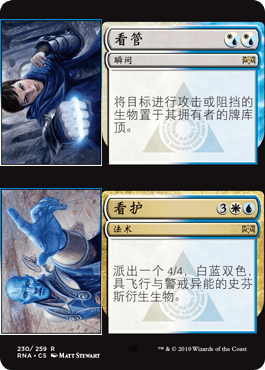 看管
瞬间
将目标进行攻击或阻挡的
生物置于其拥有者的牌库
顶。
看护 3
法术
派出一个 4/4，白蓝双色，
具飞行与警戒异能的史芬
斯衍生生物。
230/259 R
RNA • CS MATT STEWART
™ & © 2019 Wizards of the Coast